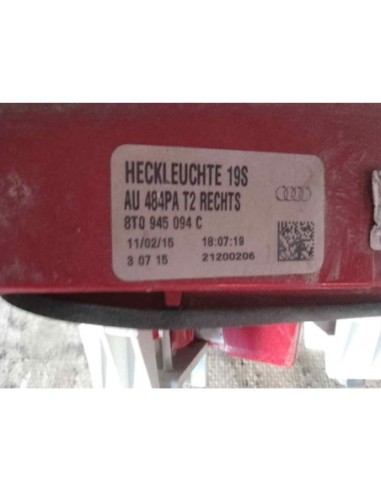 HECKLEUCHTE 19S
AU 484PA T2 RECHTS
8T0 945 094 C
11/02/15 18:07:19
3 07 15 21200206